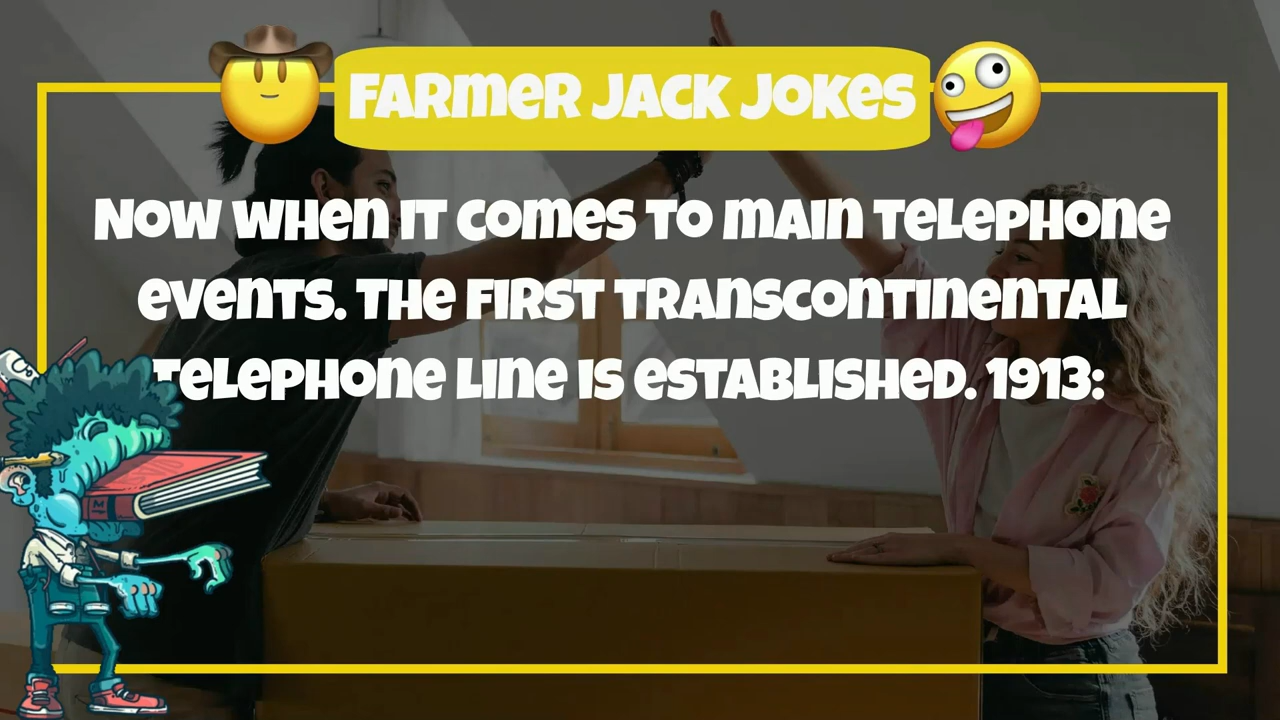 FARMER JACK JOKES
NOW WHEN IT COMES TO MAIN TELEPHONE
EVENTS. THE FIRST TRANSCONTINENTAL
TELEPHONE LINE IS ESTABLISHED. 1913: